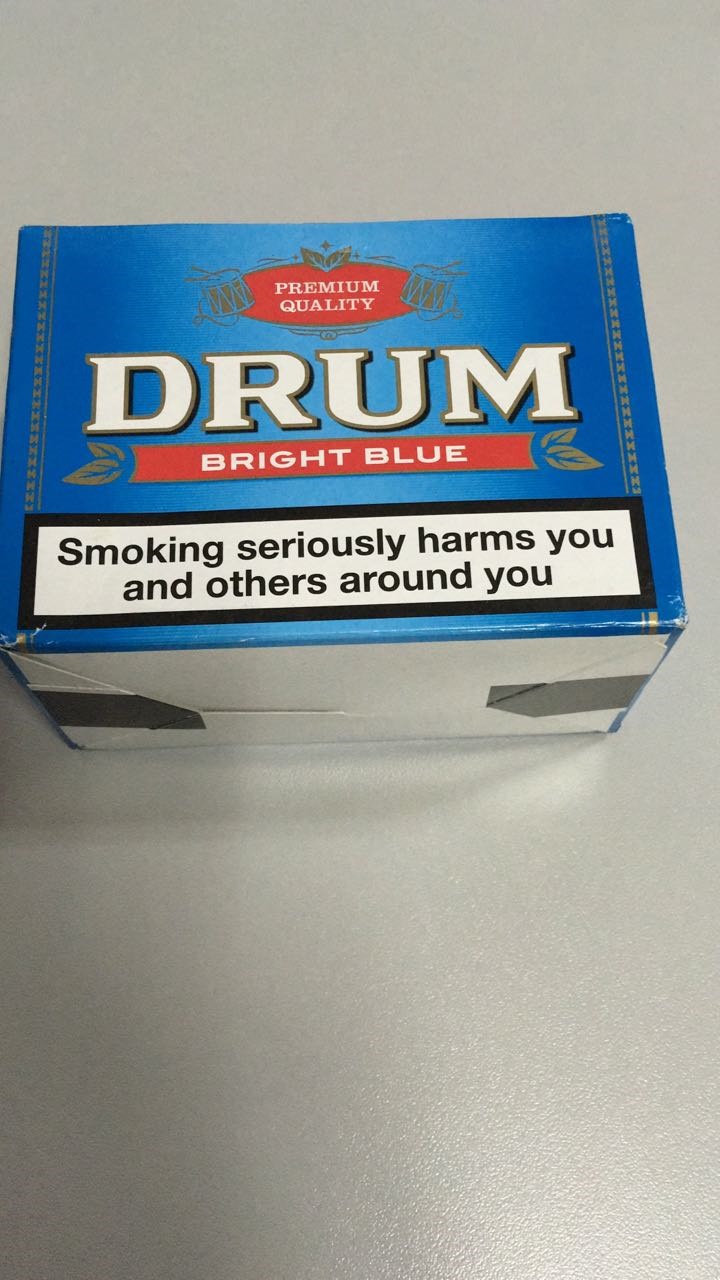 PREMIUM
QUALITY
DRUM
BRIGHT BLUE
Smoking seriously harms you
and others around you